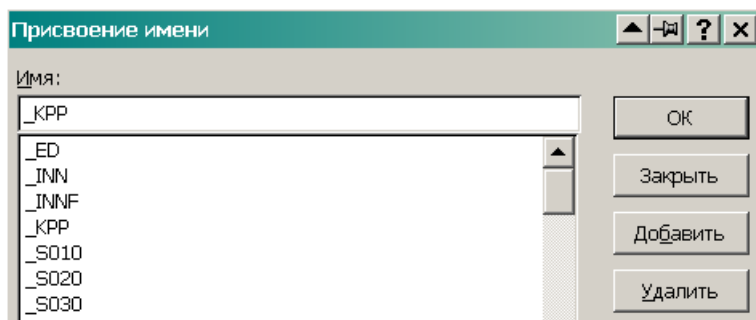 Присвоение имени
Имя:
_KPP
OK
_ED
_INN
Закрыть
_INNF
_KPP
Добавить
_S010
_S020
Удалить
_S030